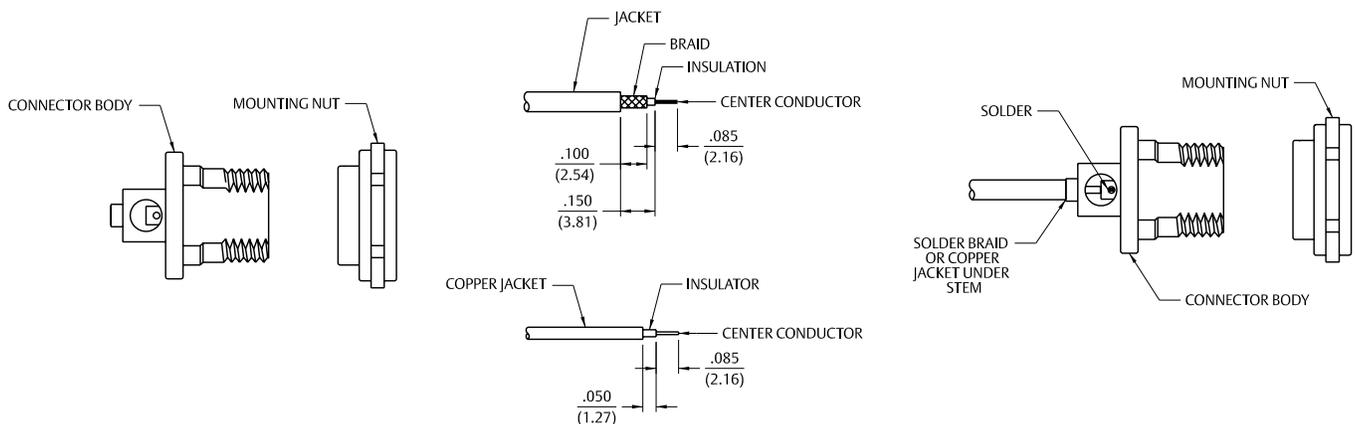 CONNECTOR BODY
MOUNTING NUT
JACKET
BRAID
INSULATION
CENTER CONDUCTOR
.085
(2.16)
.100
(2.54)
.150
(3.81)
COPPER JACKET
INSULATOR
CENTER CONDUCTOR
.085
(2.16)
.050
(1.27)
MOUNTING NUT
SOLDER
SOLDER BRAID
OR COPPER
JACKET UNDER
STEM
CONNECTOR BODY